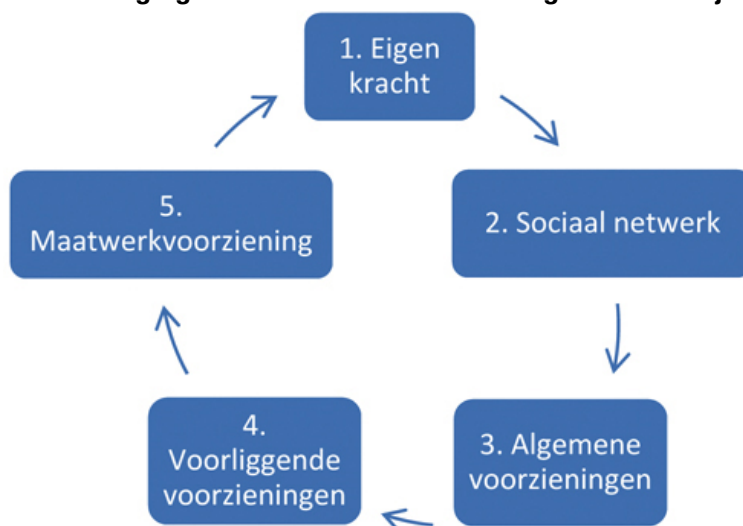 1. Eigen
kracht
2. Sociaal netwerk
3. Algemene
voorzieningen
4.
Voorliggende
voorzieningen
5.
Maatwerkvoorziening